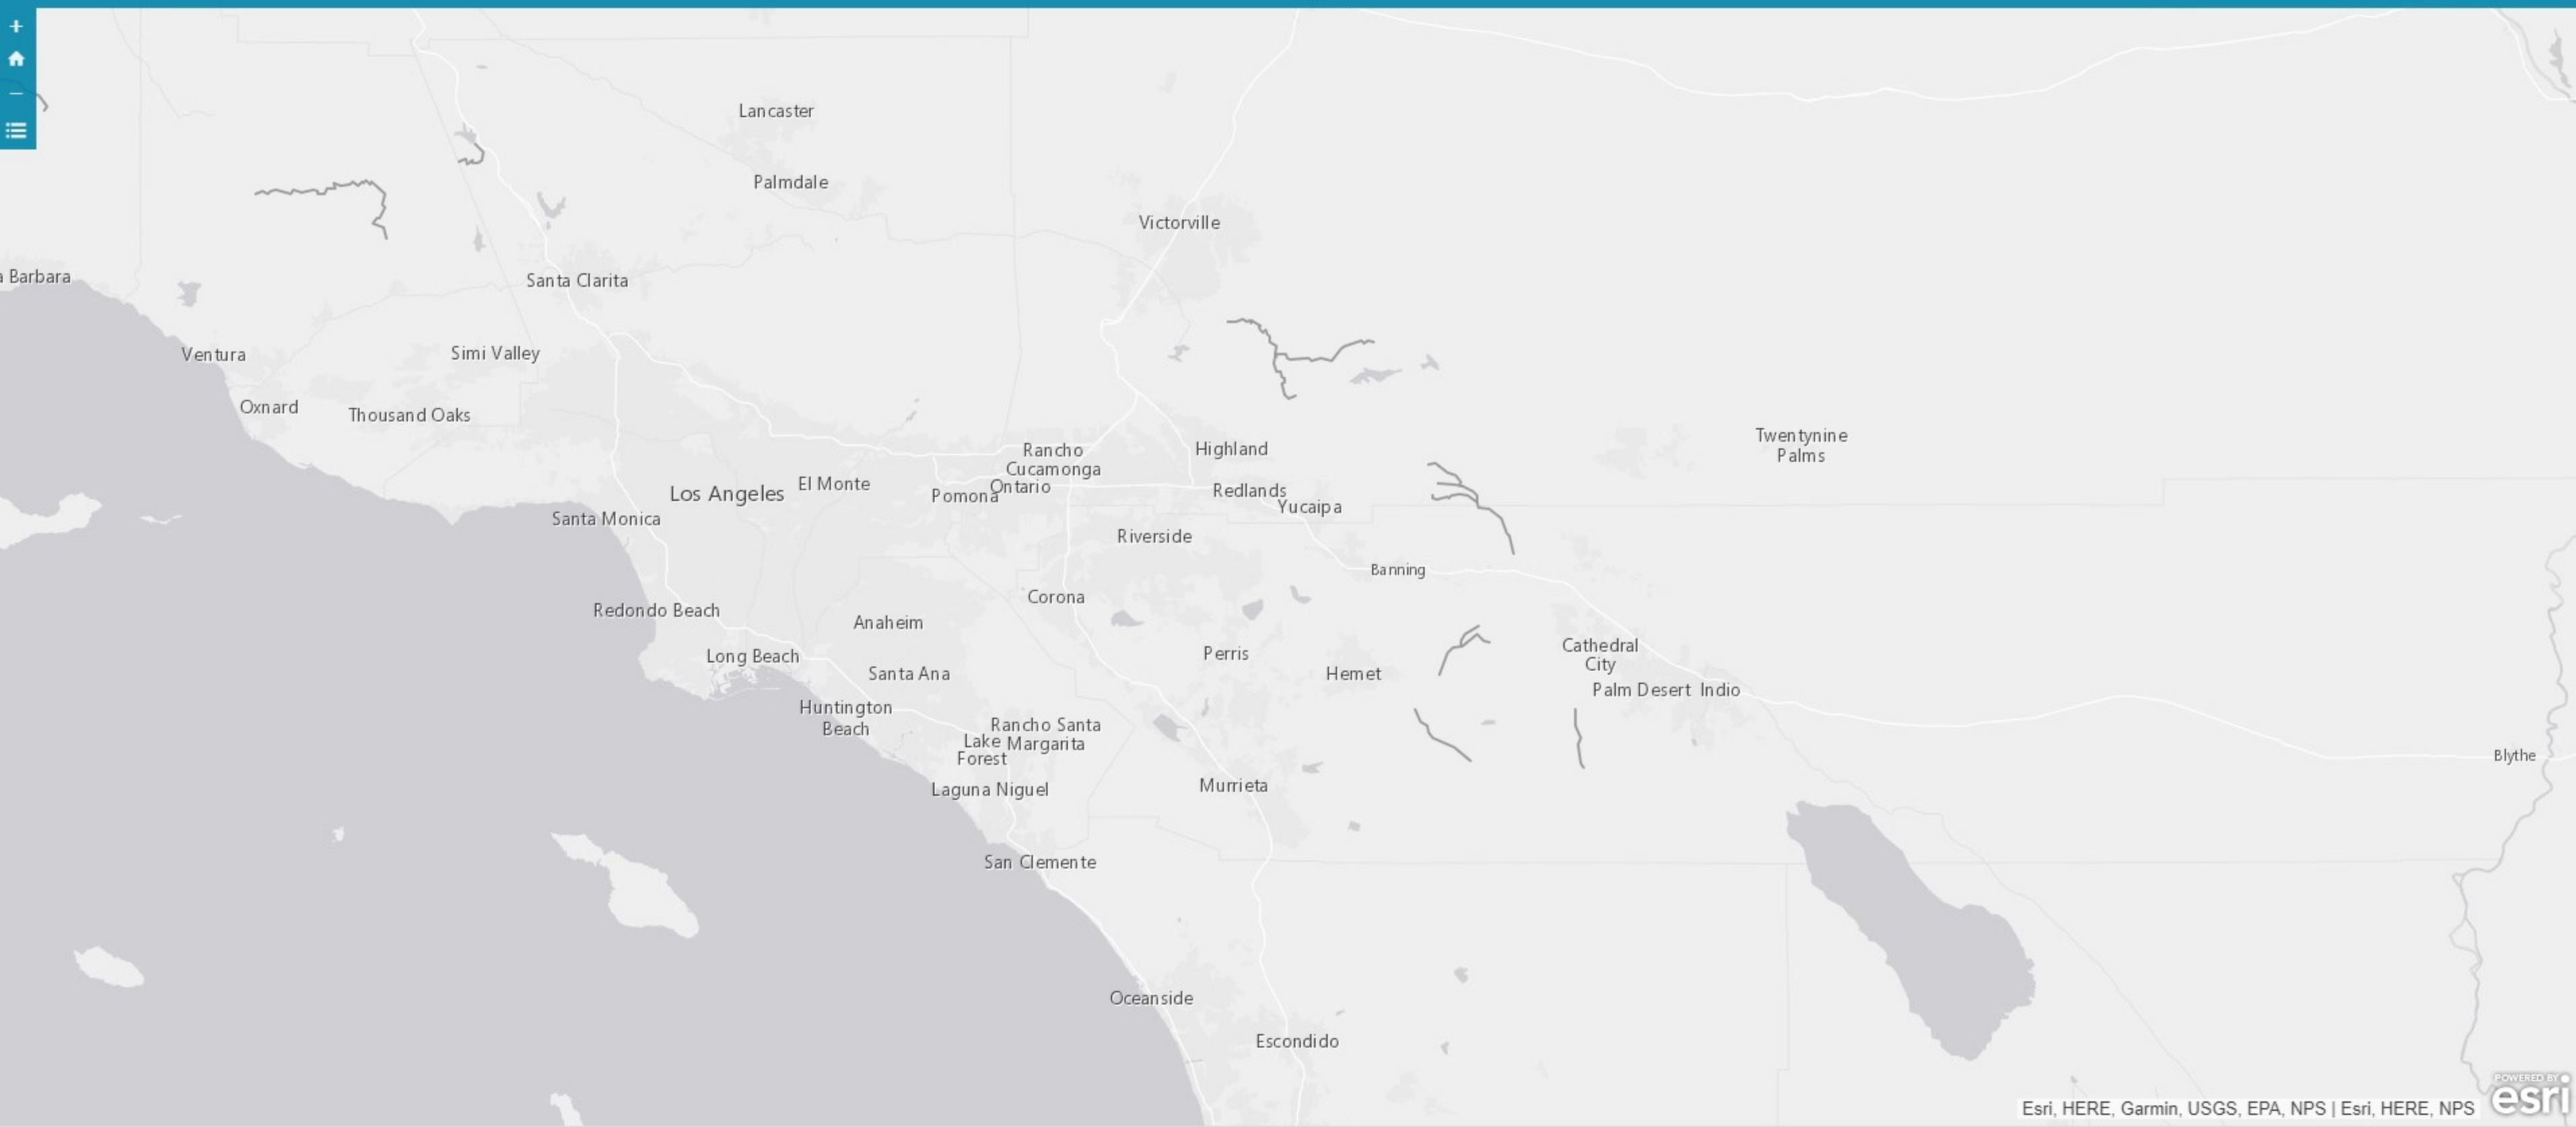 Lancaster
Palmdale
Victorville
a Barbara
Santa Clarita
Ventura
Simi Valley
Oxnard
Thousand Oaks
Twentynine
Palms
Rancho
Cucamonga
Highland
Los Angeles
El Monte
Pomona
Ontario
Redlands
Yucaipa
Santa Monica
Riverside
Banning
Corona
Redondo Beach
Anaheim
Long Beach
Santa Ana
Perris
Hemet
Cathedral
City
Palm Desert
Indio
Huntington
Beach
Rancho Santa
Margarita
Lake
Forest
Laguna Niguel
Murrieta
Blythe
San Clemente
Oceanside
Escondido
POWERED BY
esri
Esri, HERE, Garmin, USGS, EPA, NPS | Esri, HERE, NPS